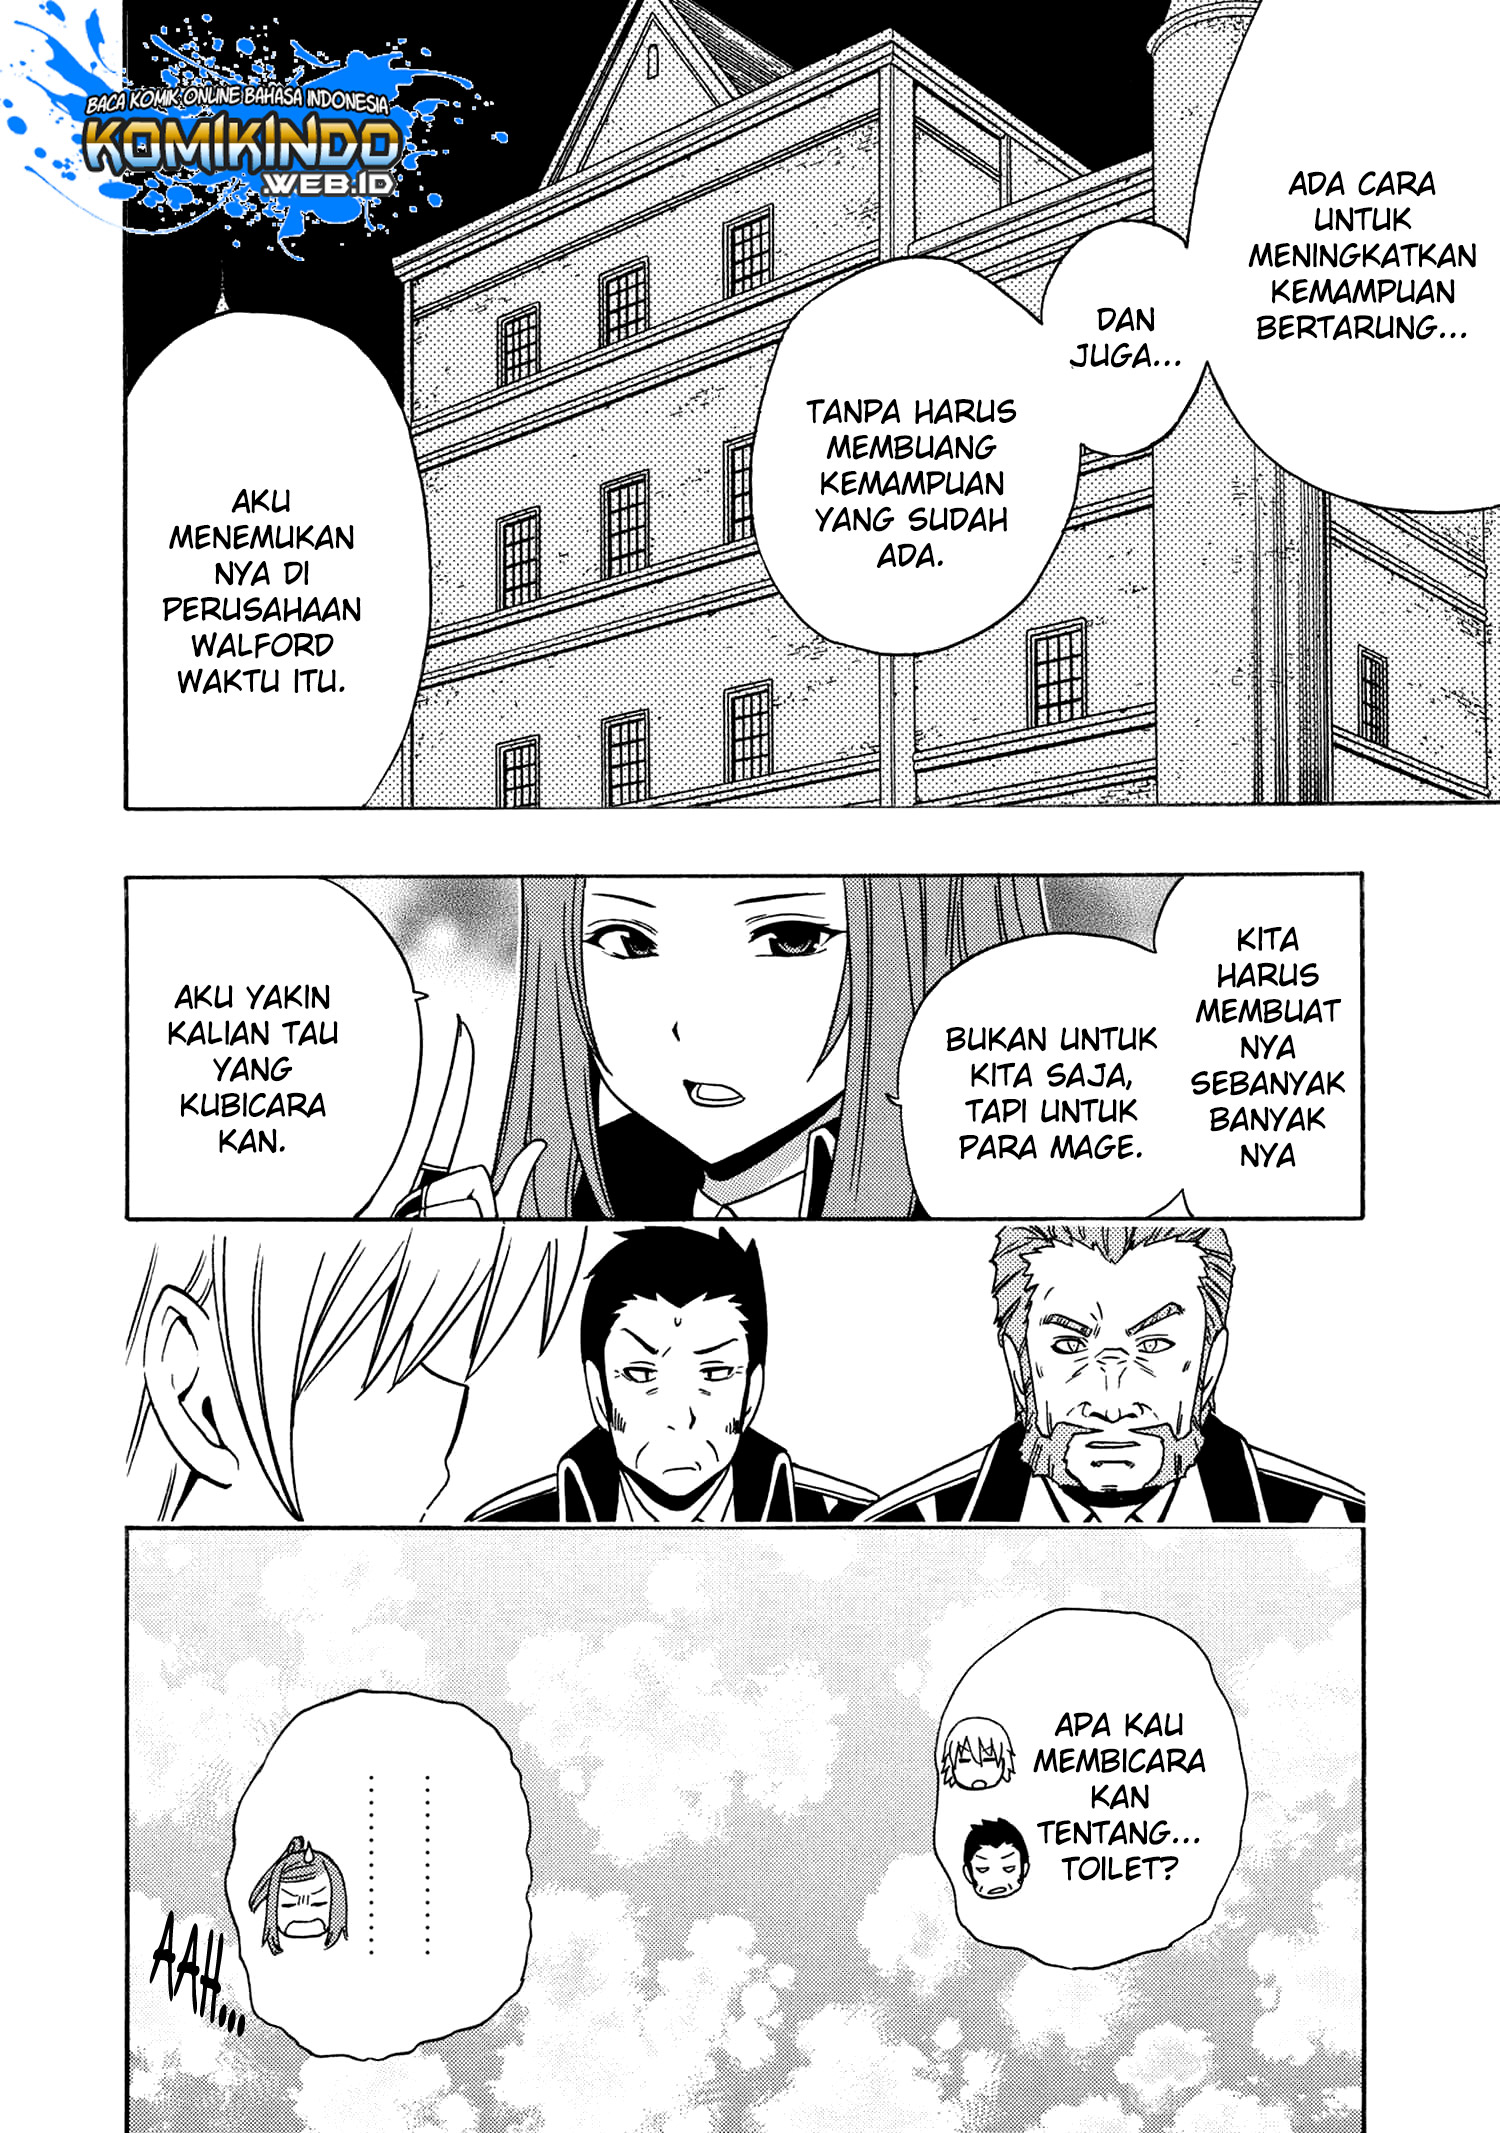 BACA KOMIK ONLINE BAHASA INDONESIA
KOMIKINDO
.WEB.ID
ADA CARA
UNTUK
MENINGKATKAN
KEMAMPUAN
BERTARUNG...
DAN
JUGA...
TANPA HARUS
MEMBUANG
KEMAMPUAN
YANG SUDAH
ADA.
AKU
MENEMUKAN
NYA DI
PERUSAHAAN
WALFORD
WAKTU ITU.
KITA
HARUS
MEMBUAT
NYA
SEBANYAK
BANYAK
NYA
BUKAN UNTUK
KITA SAJA,
TAPI UNTUK
PARA MAGE.
AKU YAKIN
KALIAN TAU
YANG
KUBICARA
KAN.
APA KAU
MEMBICARA
KAN
TENTANG...
TOILET?
AAH...